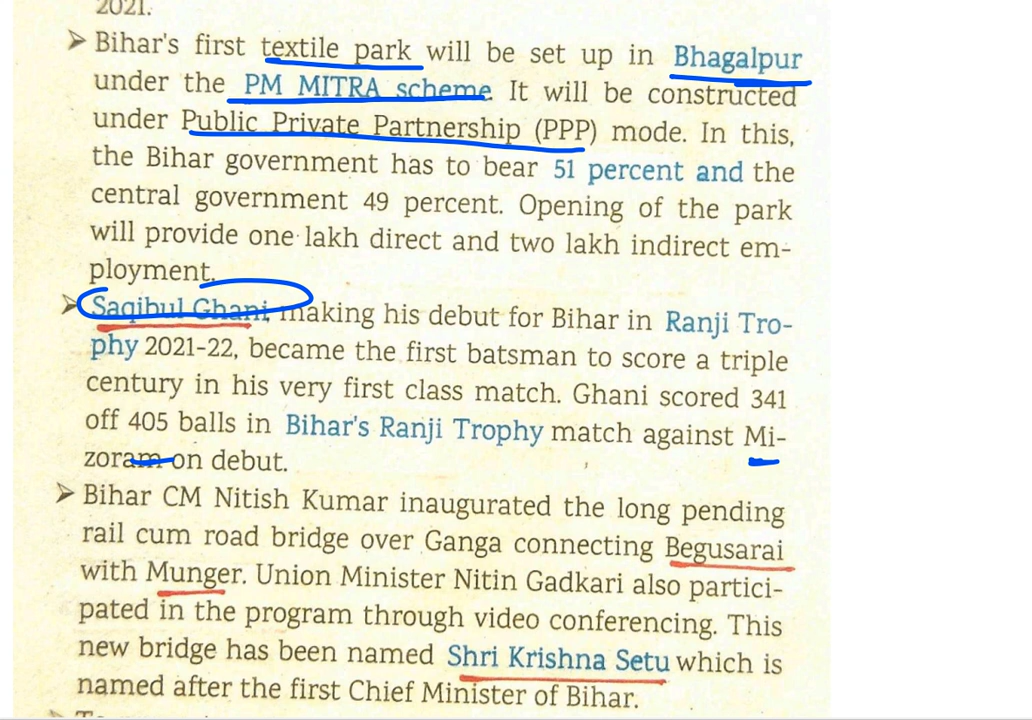 2021.
➤ Bihar's first textile park will be set up in Bhagalpur
under the PM MITRA scheme. It will be constructed
under Public Private Partnership (PPP) mode. In this,
the Bihar government has to bear 51 percent and the
central government 49 percent. Opening of the park
will provide one lakh direct and two lakh indirect em-
ployment.
➤ Saqibul Ghani, making his debut for Bihar in Ranji Tro-
phy 2021-22, became the first batsman to score a triple
century in his very first class match. Ghani scored 341
off 405 balls in Bihar's Ranji Trophy match against Mi-
zoram on debut.
➤ Bihar CM Nitish Kumar inaugurated the long pending
rail cum road bridge over Ganga connecting Begusarai
with Munger. Union Minister Nitin Gadkari also partici-
pated in the program through video conferencing. This
new bridge has been named Shri Krishna Setu which is
named after the first Chief Minister of Bihar.